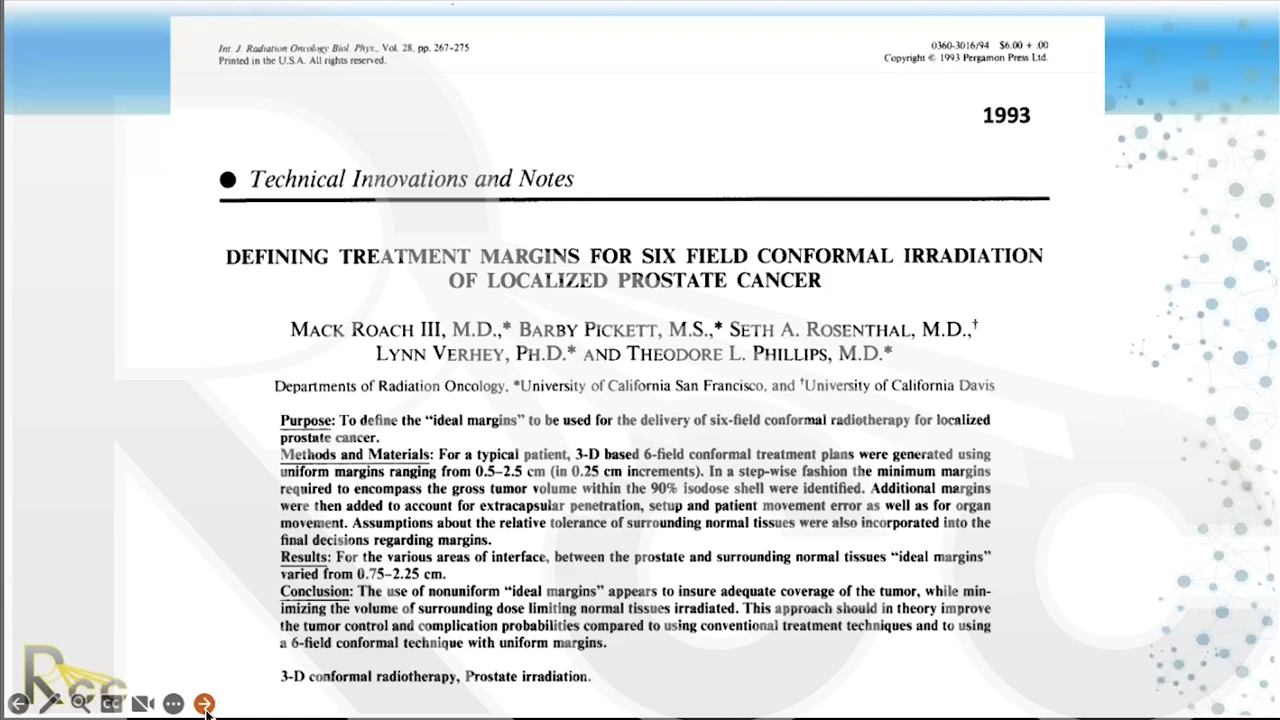 Int. J. Radiation Oncology Biol. Phys., Vol. 28, pp. 267-275
Printed in the U.S.A. All rights reserved.
0360-3016/94 $6.00 + .00
Copyright © 1993 Pergamon Press Ltd.
1993
● Technical Innovations and Notes
DEFINING TREATMENT MARGINS FOR SIX FIELD CONFORMAL IRRADIATION
OF LOCALIZED PROSTATE CANCER
MACK ROACH III, M.D.,* BARBY PICKETT, M.S.,* SETH A. ROSENTHAL, M.D.,†
LYNN VERHEY, PH.D.* AND THEODORE L. PHILLIPS, M.D.*
Departments of Radiation Oncology, *University of California San Francisco, and †University of California Davis
Purpose: To define the “ideal margins” to be used for the delivery of six-field conformal radiotherapy for localized
prostate cancer.
Methods and Materials: For a typical patient, 3-D based 6-field conformal treatment plans were generated using
uniform margins ranging from 0.5–2.5 cm (in 0.25 cm increments). In a step-wise fashion the minimum margins
required to encompass the gross tumor volume within the 90% isodose shell were identified. Additional margins
were then added to account for extracapsular penetration, setup and patient movement error as well as for organ
movement. Assumptions about the relative tolerance of surrounding normal tissues were also incorporated into the
final decisions regarding margins.
Results: For the various areas of interface, between the prostate and surrounding normal tissues “ideal margins”
varied from 0.75–2.25 cm.
Conclusion: The use of nonuniform “ideal margins” appears to insure adequate coverage of the tumor, while min-
imizing the volume of surrounding dose limiting normal tissues irradiated. This approach should in theory improve
the tumor control and complication probabilities compared to using conventional treatment techniques and to using
a 6-field conformal technique with uniform margins.
3-D conformal radiotherapy, Prostate irradiation.
CC